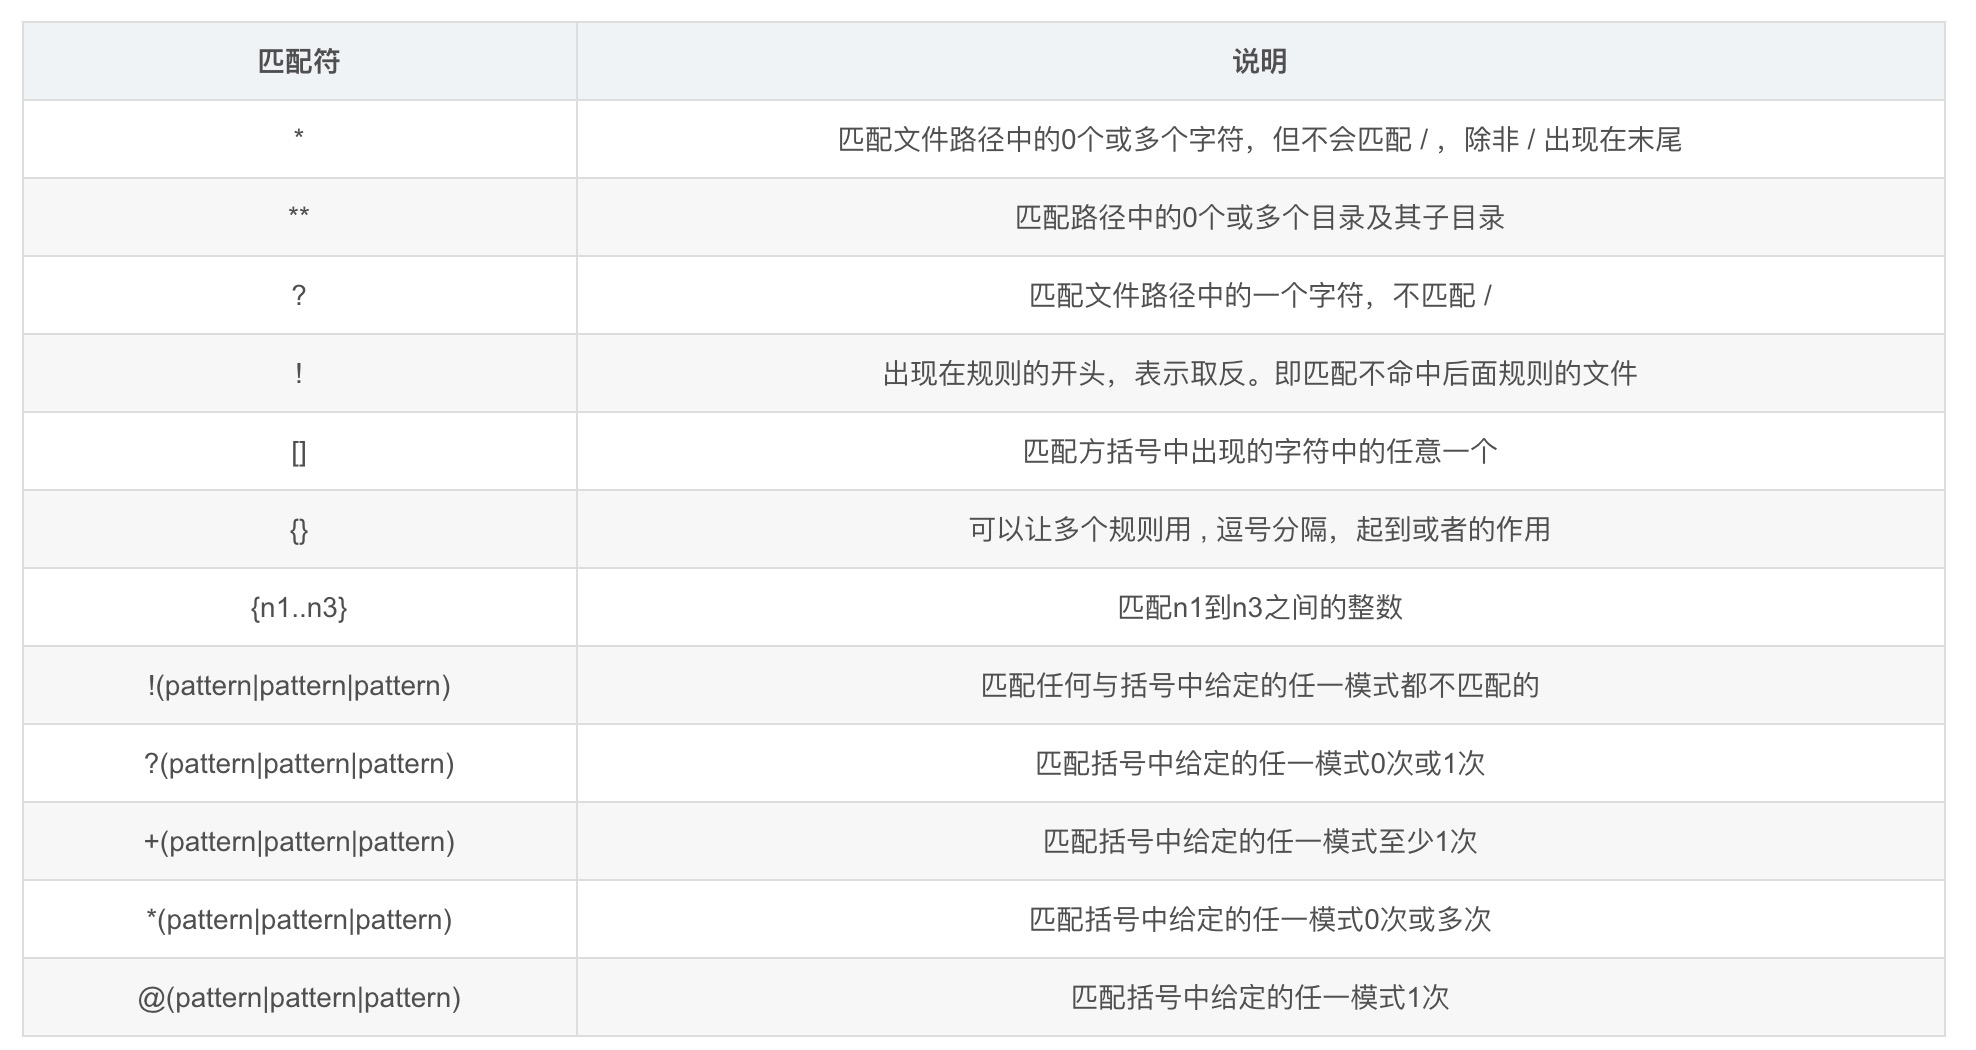 匹配符 说明
* 匹配文件路径中的0个或多个字符，但不会匹配 / ，除非 / 出现在末尾
** 匹配路径中的0个或多个目录及其子目录
? 匹配文件路径中的一个字符，不匹配 /
! 出现在规则的开头，表示取反。即匹配不命中后面规则的文件
[] 匹配方括号中出现的字符中的任意一个
{} 可以让多个规则用 , 逗号分隔，起到或者的作用
{n1..n3} 匹配n1到n3之间的整数
!(pattern|pattern|pattern) 匹配任何与括号中给定的任一模式都不匹配的
?(pattern|pattern|pattern) 匹配括号中给定的任一模式0次或1次
+(pattern|pattern|pattern) 匹配括号中给定的任一模式至少1次
*(pattern|pattern|pattern) 匹配括号中给定的任一模式0次或多次
@(pattern|pattern|pattern) 匹配括号中给定的任一模式1次